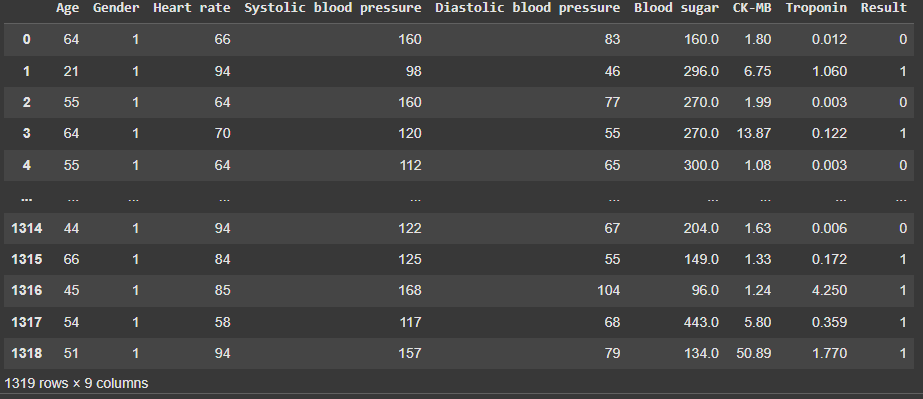 Age Gender Heart rate Systolic blood pressure Diastolic blood pressure Blood sugar CK-MB Troponin Result
0 64 1 66 160 83 160.0 1.80 0.012 0
1 21 1 94 98 46 296.0 6.75 1.060 1
2 55 1 64 160 77 270.0 1.99 0.003 0
3 64 1 70 120 55 270.0 13.87 0.122 1
4 55 1 64 112 65 300.0 1.08 0.003 0
... ... ... ... ... ... ... ... ... ...
1314 44 1 94 122 67 204.0 1.63 0.006 0
1315 66 1 84 125 55 149.0 1.33 0.172 1
1316 45 1 85 168 104 96.0 1.24 4.250 1
1317 54 1 58 117 68 443.0 5.80 0.359 1
1318 51 1 94 157 79 134.0 50.89 1.770 1
1319 rows × 9 columns